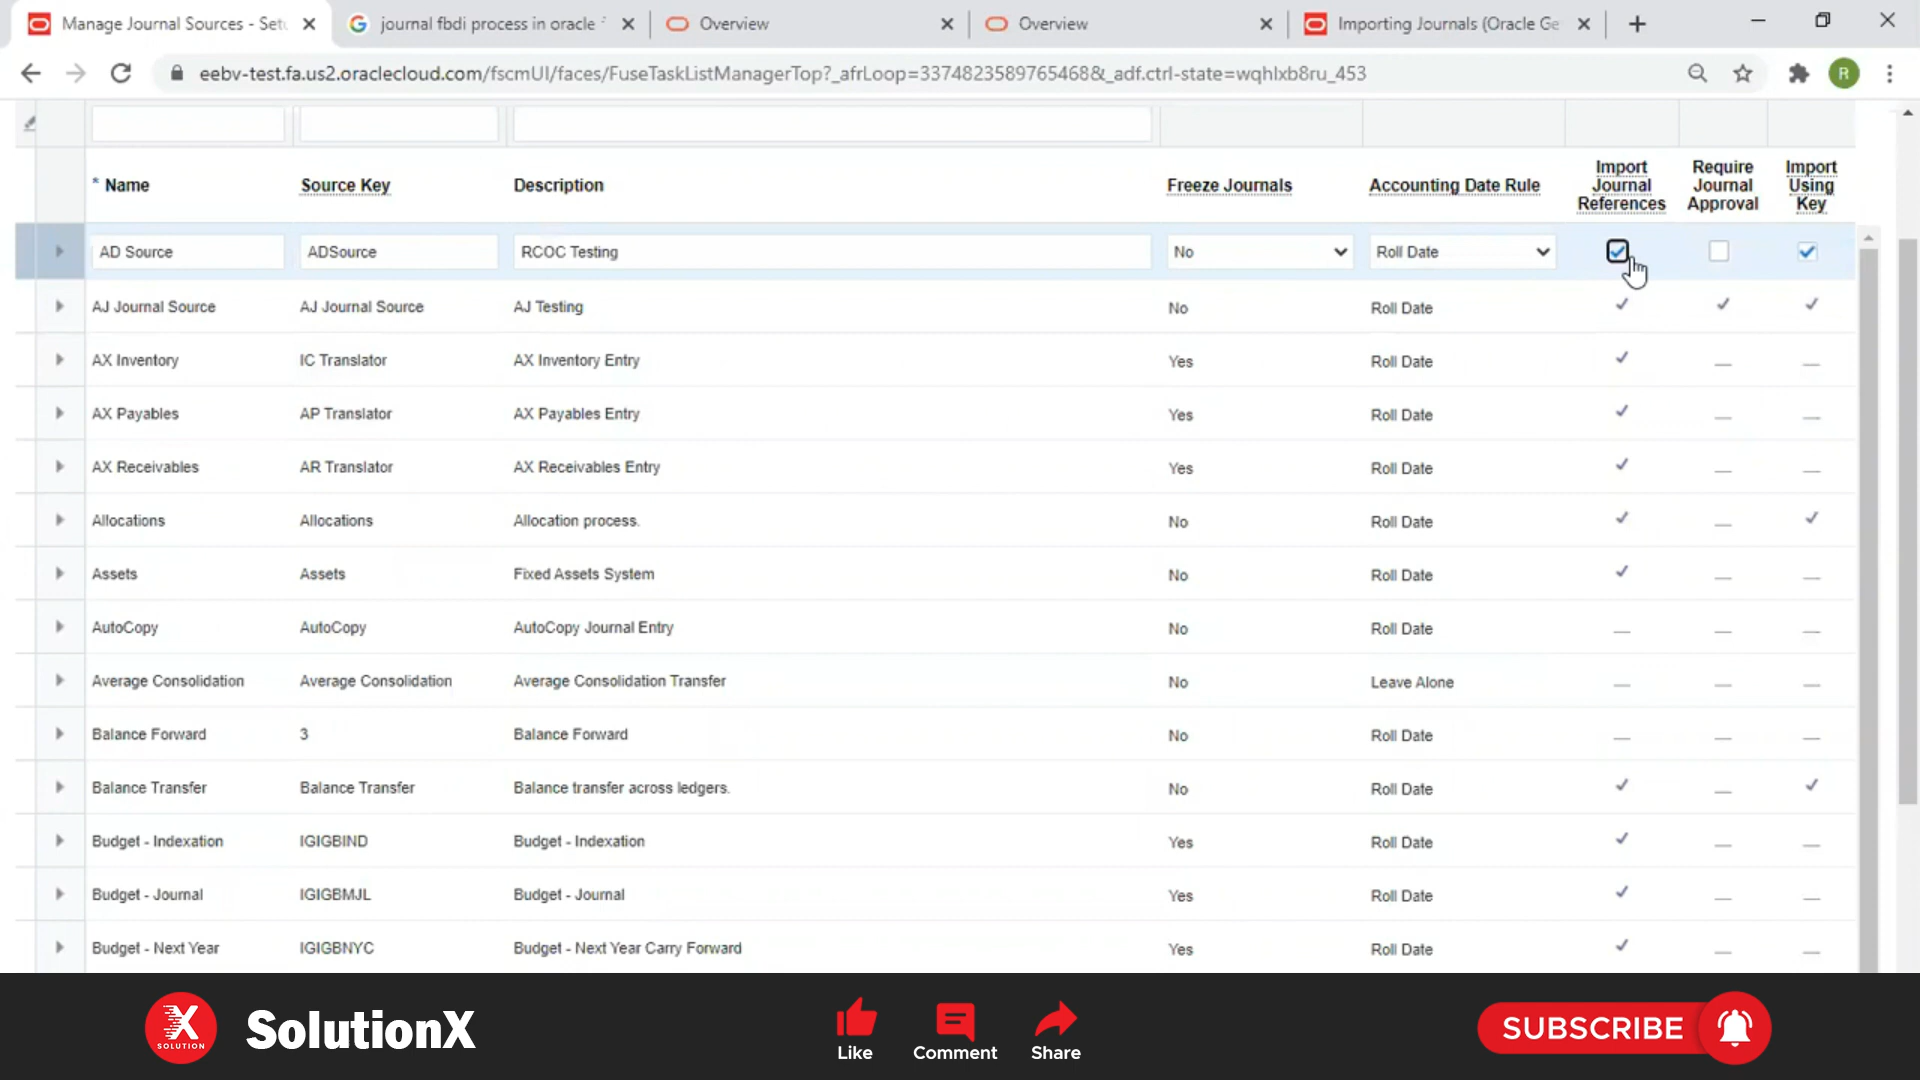 Manage Journal Sources - Setu
journal fbdi process in oracle
Overview
Overview
Importing Journals (Oracle Ge
eebv-test.fa.us2.oraclecloud.com/fscmUI/faces/FuseTaskListManagerTop?_afrLoop=3374823589765468&_adf.ctrl-state=wqhlxb8ru_453
R
* Name Source Key Description Freeze Journals Accounting Date Rule Import Journal References Require Journal Approval Import Using Key
AD Source ADSource RCOC Testing No Roll Date
AJ Journal Source AJ Journal Source AJ Testing No Roll Date
AX Inventory IC Translator AX Inventory Entry Yes Roll Date
AX Payables AP Translator AX Payables Entry Yes Roll Date
AX Receivables AR Translator AX Receivables Entry Yes Roll Date
Allocations Allocations Allocation process. No Roll Date
Assets Assets Fixed Assets System No Roll Date
AutoCopy AutoCopy AutoCopy Journal Entry No Roll Date
Average Consolidation Average Consolidation Average Consolidation Transfer No Leave Alone
Balance Forward 3 Balance Forward No Roll Date
Balance Transfer Balance Transfer Balance transfer across ledgers. No Roll Date
Budget - Indexation IGIGBIND Budget - Indexation Yes Roll Date
Budget - Journal IGIGBMJL Budget - Journal Yes Roll Date
Budget - Next Year IGIGBNYC Budget - Next Year Carry Forward Yes Roll Date
X
SOLUTION
SolutionX
Like
Comment
Share
SUBSCRIBE